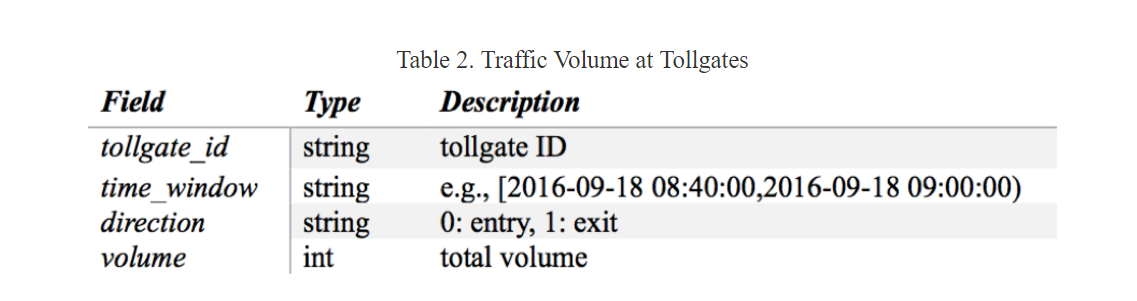 Table 2. Traffic Volume at Tollgates
Field Type Description
tollgate_id string tollgate ID
time_window string e.g., [2016-09-18 08:40:00,2016-09-18 09:00:00)
direction string 0: entry, 1: exit
volume int total volume